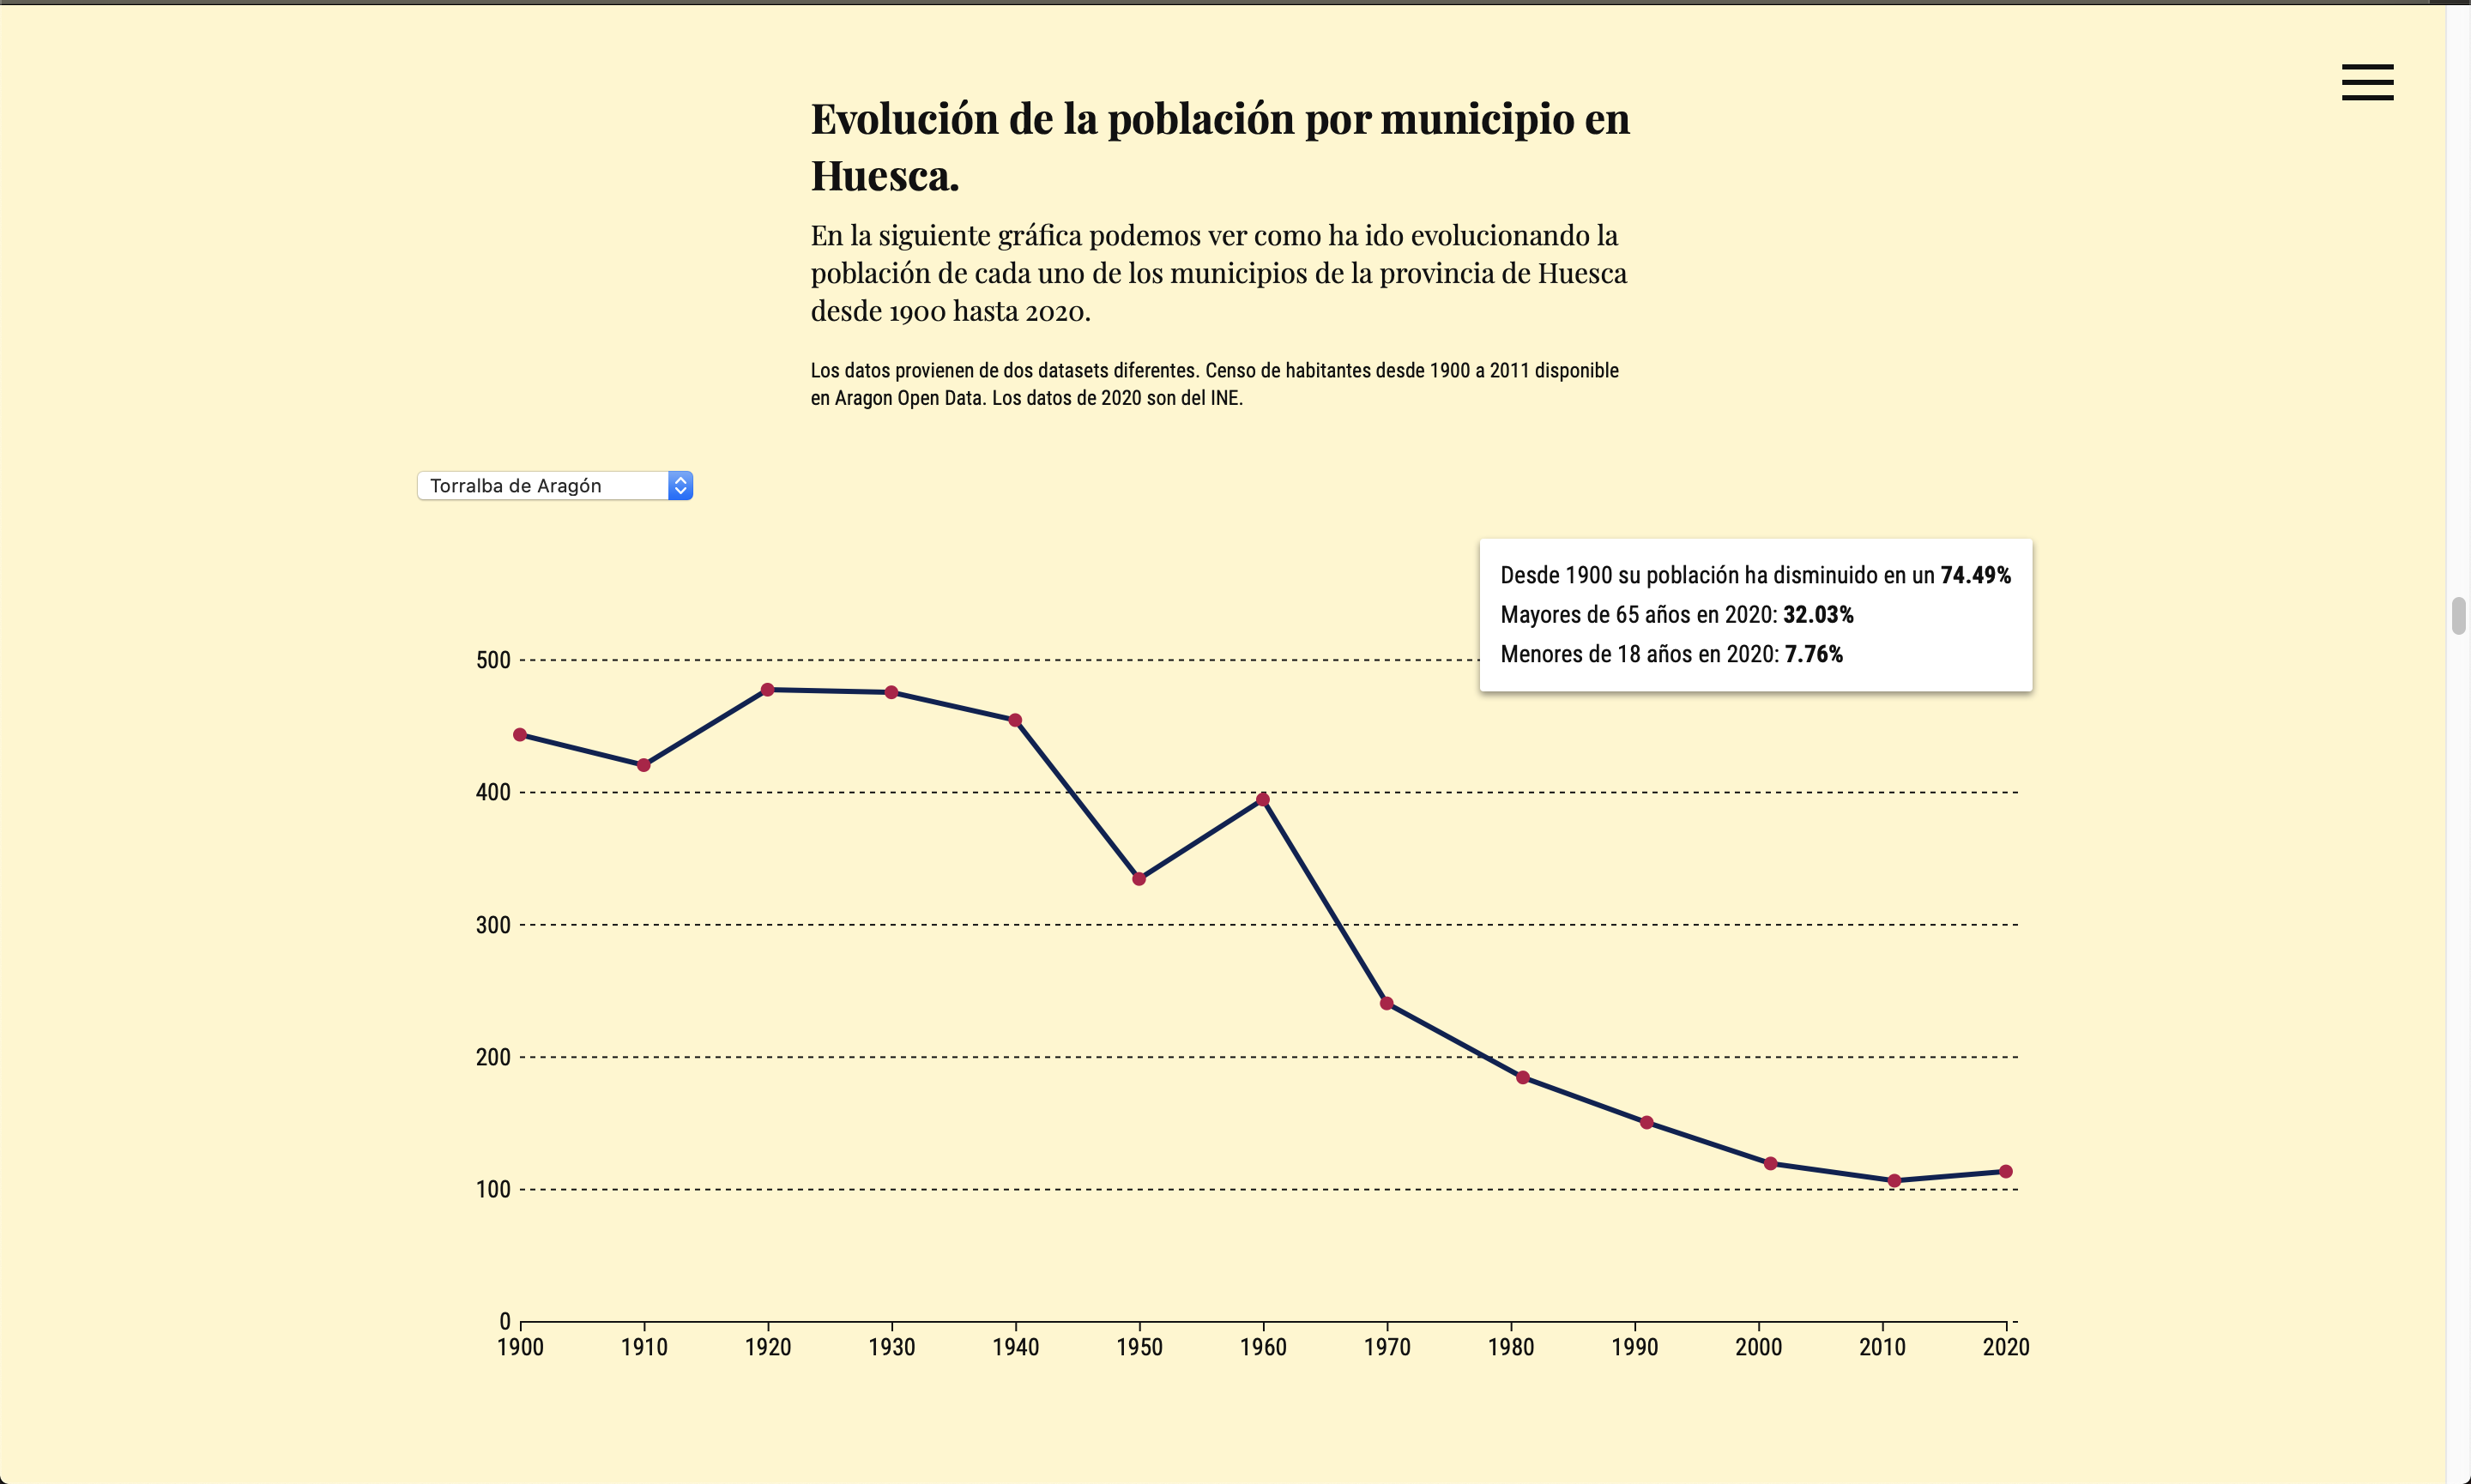 Evolución de la población por municipio en
Huesca.
En la siguiente gráfica podemos ver como ha ido evolucionando la
población de cada uno de los municipios de la provincia de Huesca
desde 1900 hasta 2020.
Los datos provienen de dos datasets diferentes. Censo de habitantes desde 1900 a 2011 disponible
en Aragon Open Data. Los datos de 2020 son del INE.
Torralba de Aragón
Desde 1900 su población ha disminuido en un 74.49%
Mayores de 65 años en 2020: 32.03%
Menores de 18 años en 2020: 7.76%
500
400
300
200
100
0
1900 1910 1920 1930 1940 1950 1960 1970 1980 1990 2000 2010 2020